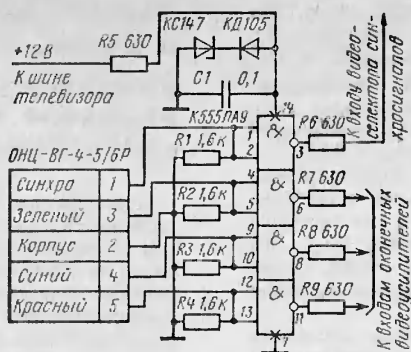 КС147
КД105
R5 630
+12 В
К шине
телевизора
С1
0,1
К555ЛА9
14
&
1
2
3
R6 630
К входу видео-
селектора син-
хросигналов
R1 1,6к
ОНЦ-ВГ-4-5/6Р
Синхро 1
Зеленый 3
Корпус 2
Синий 4
Красный 5
4
&
5
6
R7 630
R2 1,6к
9
&
10
8
R8 630
R3 1,6к
12
&
13
11
R9 630
R4 1,6к
7
К входам оконечных
видеоусилителей